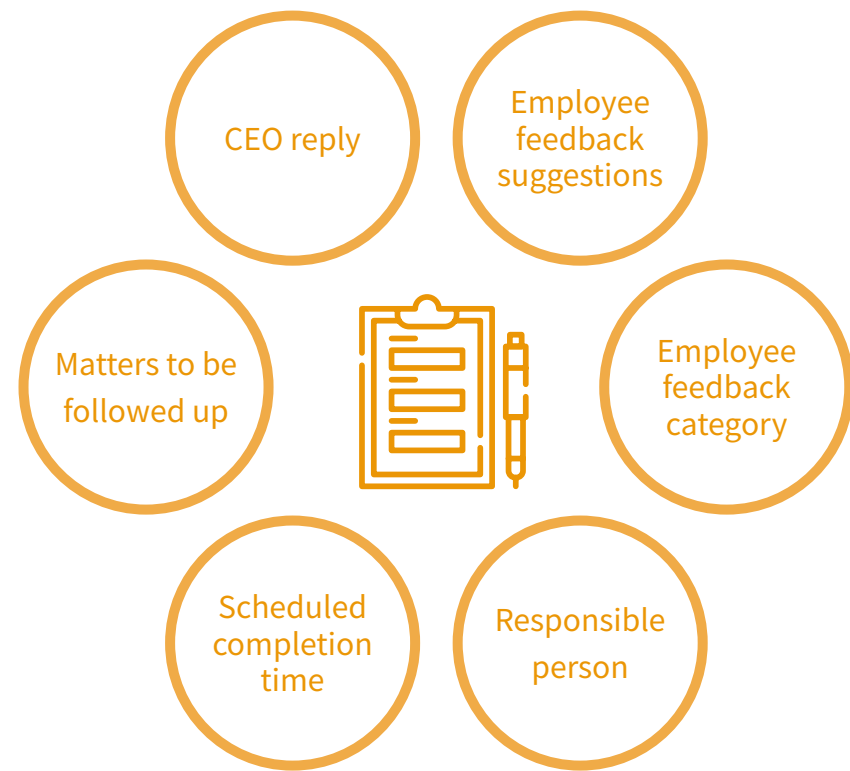 CEO reply
Employee
feedback
suggestions
Matters to be
followed up
Employee
feedback
category
Scheduled
completion
time
Responsible
person